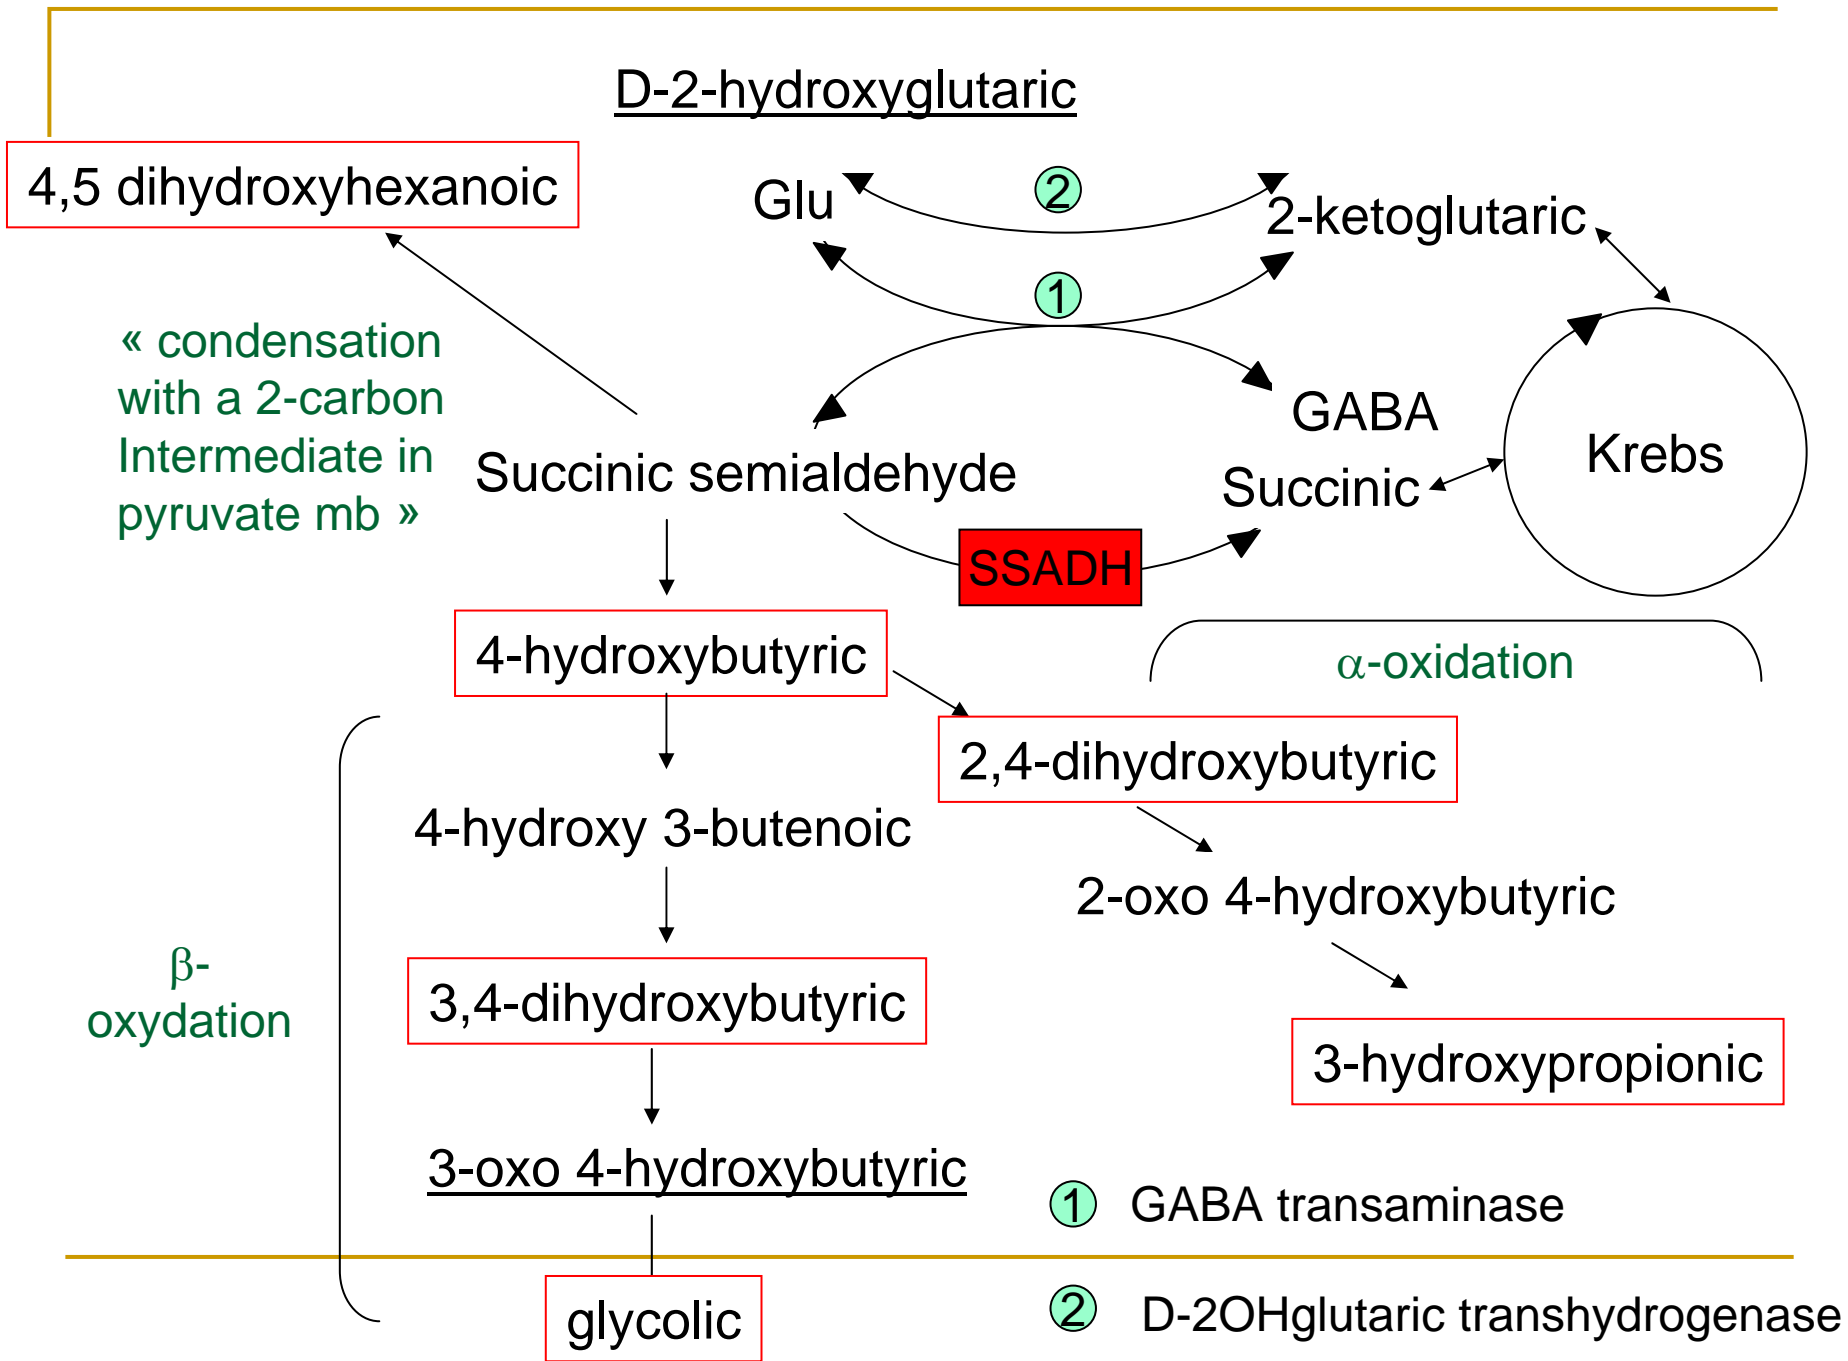 D-2-hydroxyglutaric
4,5 dihydroxyhexanoic
Glu
2
2-ketoglutaric
1
« condensation
with a 2-carbon
Intermediate in
pyruvate mb »
GABA
Krebs
Succinic semialdehyde
Succinic
SSADH
4-hydroxybutyric
α-oxidation
2,4-dihydroxybutyric
4-hydroxy 3-butenoic
2-oxo 4-hydroxybutyric
β-
oxydation
3,4-dihydroxybutyric
3-hydroxypropionic
3-oxo 4-hydroxybutyric
1 GABA transaminase
glycolic
2 D-2OHglutaric transhydrogenase